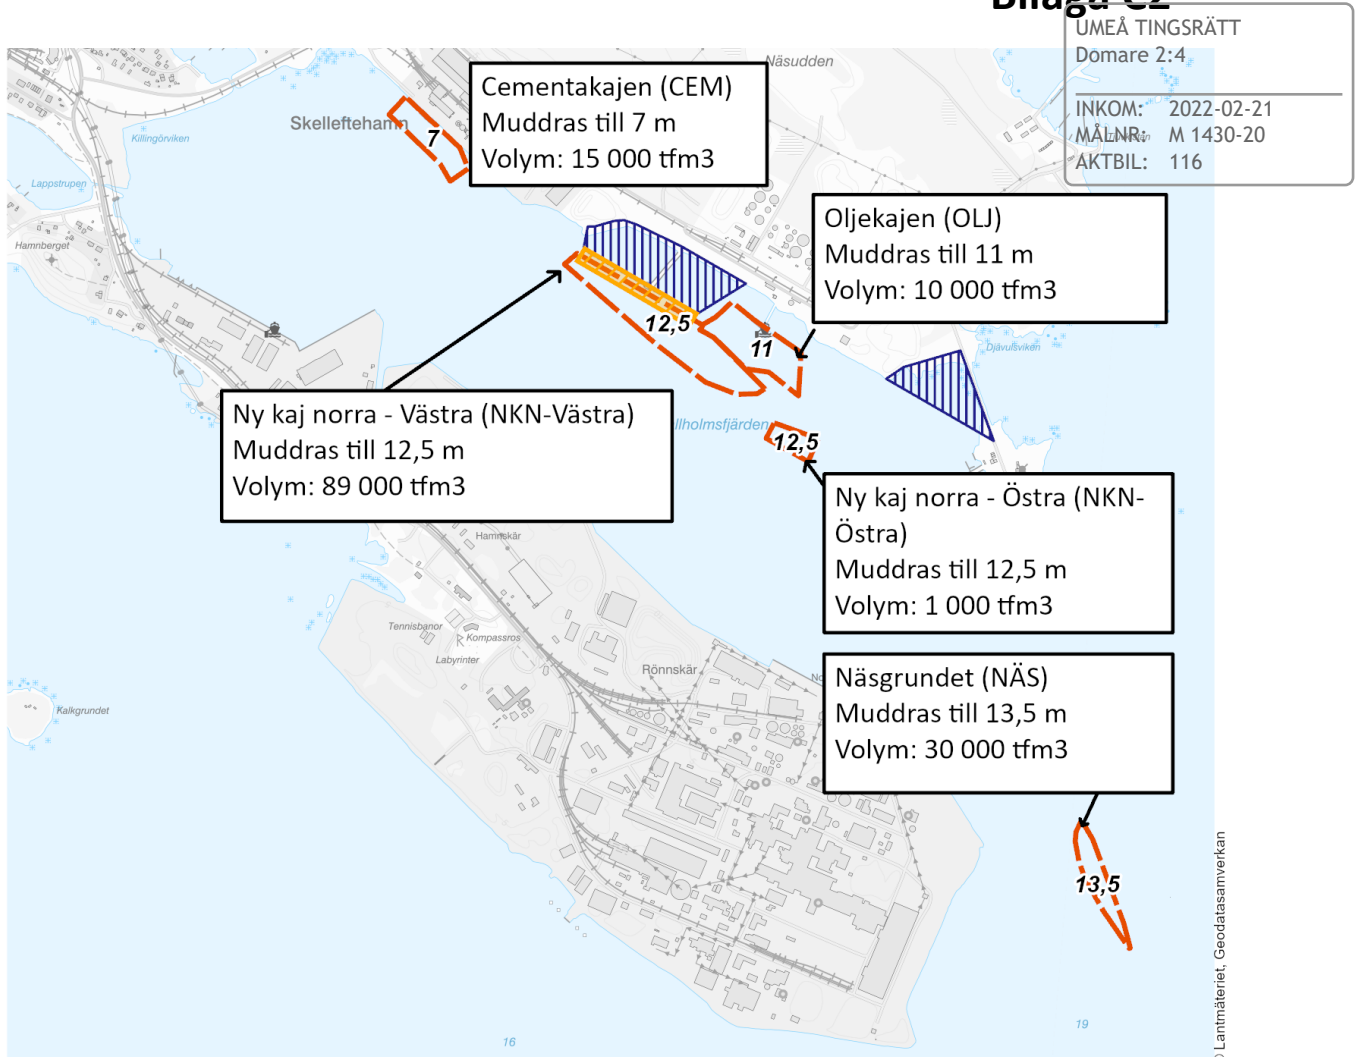 Bilaga C2
UMEÅ TINGSRÄTT
Domare 2:4
INKOM: 2022-02-21
MÅLNR: M 1430-20
AKTBIL: 116
Näsudden
Cementakajen (CEM)
Muddras till 7 m
Volym: 15 000 tfm3
Skelleftehamn
7
Killingörviken
Lappstrupen
Hamnberget
Oljekajen (OLJ)
Muddras till 11 m
Volym: 10 000 tfm3
12,5
11
Djävulsviken
Ny kaj norra - Västra (NKN-Västra)
Muddras till 12,5 m
Volym: 89 000 tfm3
llholmsfjärden
12,5
Ny kaj norra - Östra (NKN-
Östra)
Muddras till 12,5 m
Volym: 1 000 tfm3
Hamnskär
Tennisbanor
Kompassros
Labyrinter
Rönnskär
No
Näsgrundet (NÄS)
Muddras till 13,5 m
Volym: 30 000 tfm3
Kalkgrundet
13,5
16
19
© Lantmäteriet, Geodatasamverkan